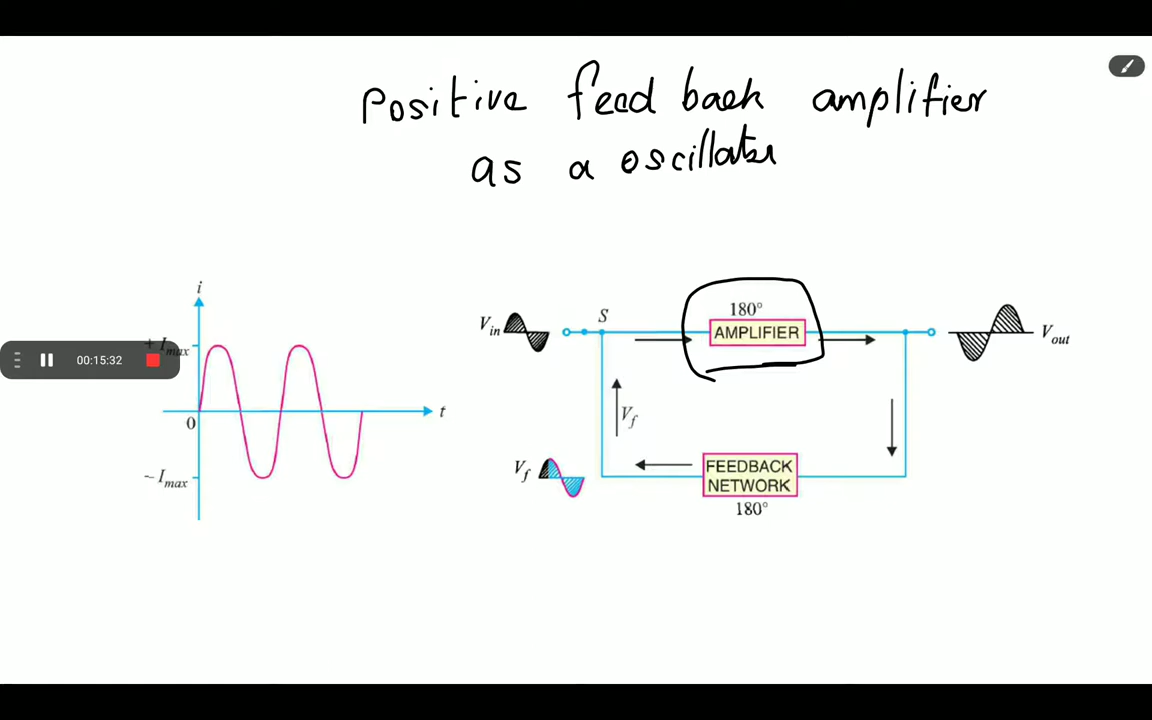 Positive feed back amplifier
as a oscillator
i
+ Imax
00:15:32
0
t
− Imax
Vin
S
180°
AMPLIFIER
Vout
Vf
Vf
FEEDBACK
NETWORK
180°